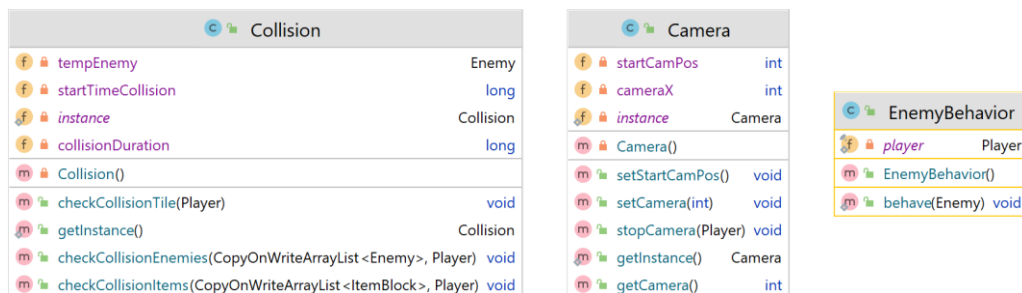 Collision
tempEnemy Enemy
startTimeCollision long
instance Collision
collisionDuration long
Collision()
checkCollisionTile(Player) void
getInstance() Collision
checkCollisionEnemies(CopyOnWriteArrayList<Enemy>, Player) void
checkCollisionItems(CopyOnWriteArrayList<ItemBlock>, Player) void
Camera
startCamPos int
cameraX int
instance Camera
Camera()
setStartCamPos() void
setCamera(int) void
stopCamera(Player) void
getInstance() Camera
getCamera() int
EnemyBehavior
player Player
EnemyBehavior()
behave(Enemy) void